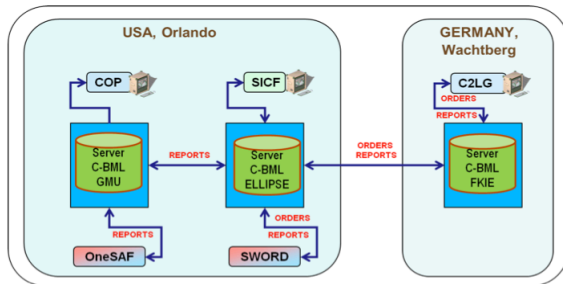 USA, Orlando
GERMANY,
Wachtberg
COP
SICF
C2LG
ORDERS
REPORTS
Server
C-BML
GMU
REPORTS
Server
C-BML
ELLIPSE
ORDERS
REPORTS
Server
C-BML
FKIE
REPORTS
ORDERS
REPORTS
OneSAF
SWORD